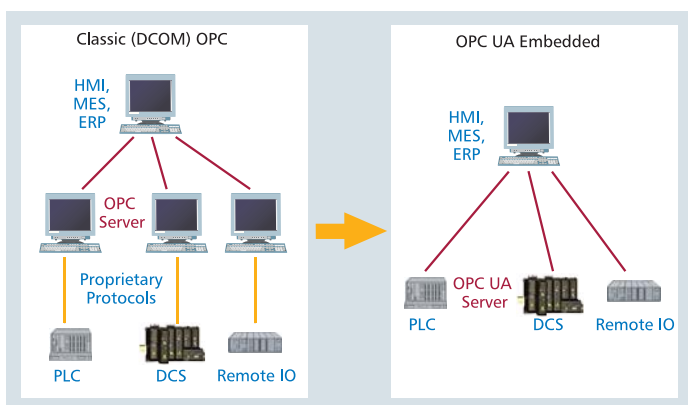 Classic (DCOM) OPC
HMI,
MES,
ERP
OPC
Server
Proprietary
Protocols
PLC
DCS
Remote IO
OPC UA Embedded
HMI,
MES,
ERP
OPC UA
Server
PLC
DCS
Remote IO